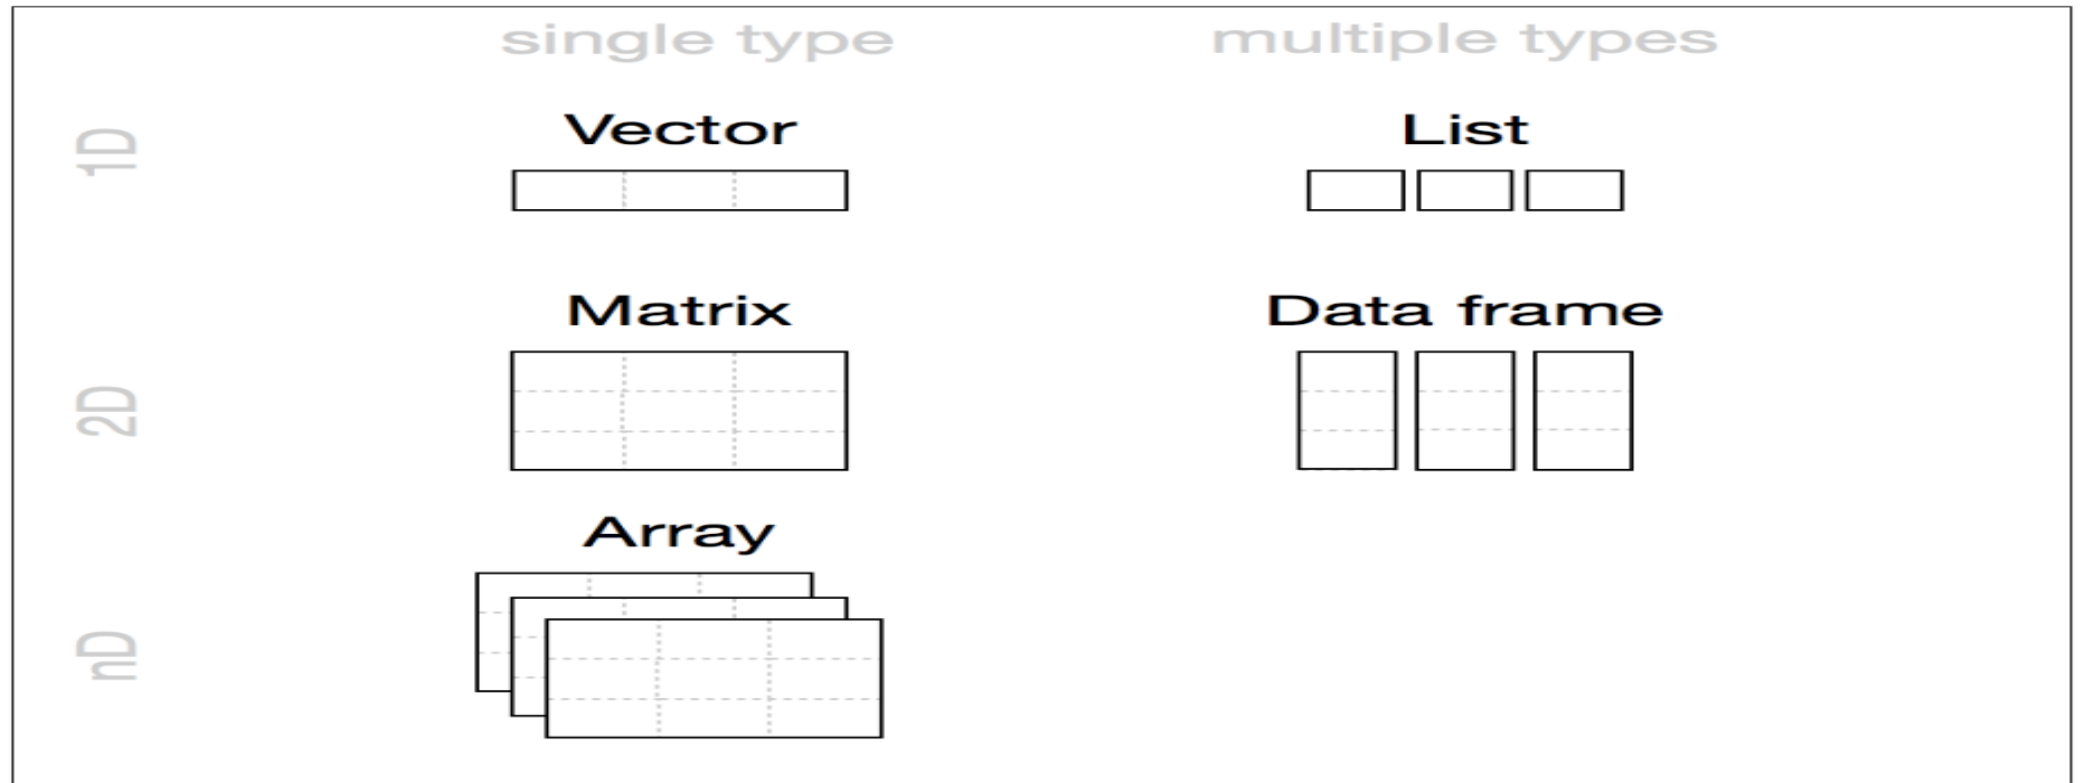 single type multiple types
1D
Vector List
2D
Matrix Data frame
nD
Array